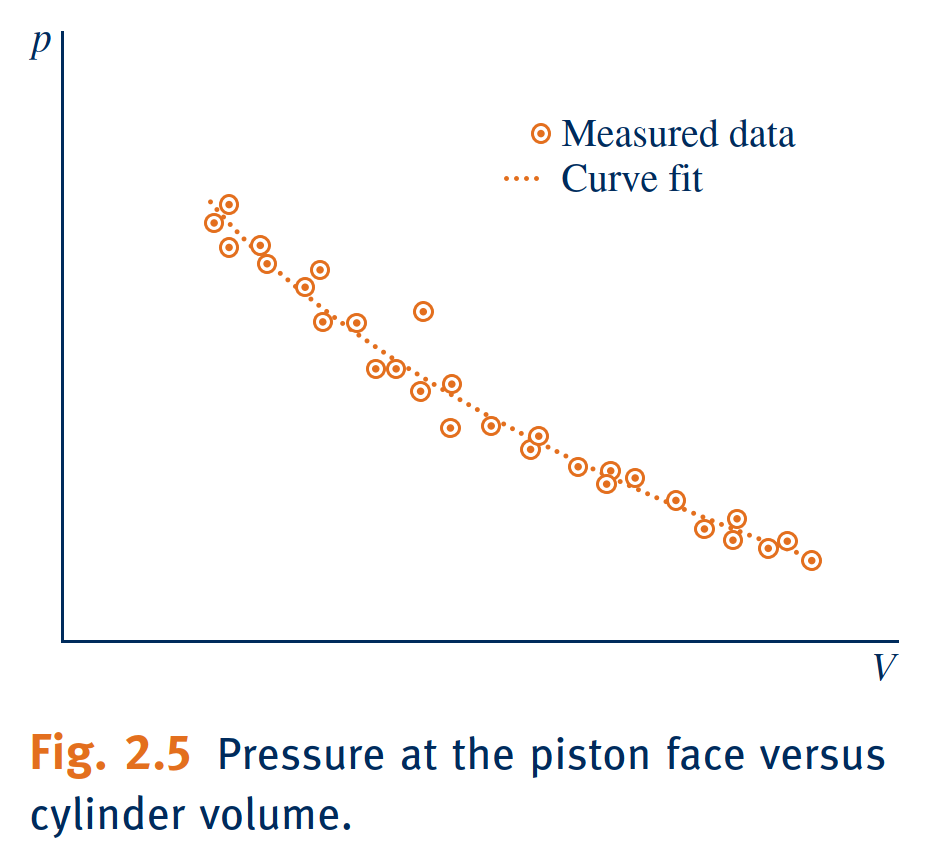 p
Measured data
Curve fit
V
Fig. 2.5 Pressure at the piston face versus
cylinder volume.